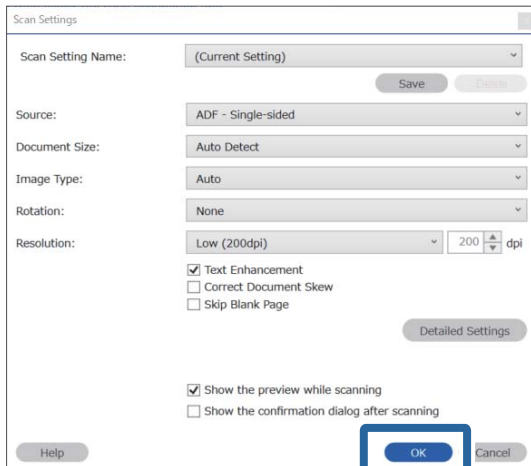 Scan Settings
Scan Setting Name: (Current Setting)
Save Delete
Source: ADF - Single-sided
Document Size: Auto Detect
Image Type: Auto
Rotation: None
Resolution: Low (200dpi) 200 dpi
Text Enhancement
Correct Document Skew
Skip Blank Page
Detailed Settings
Show the preview while scanning
Show the confirmation dialog after scanning
Help OK Cancel